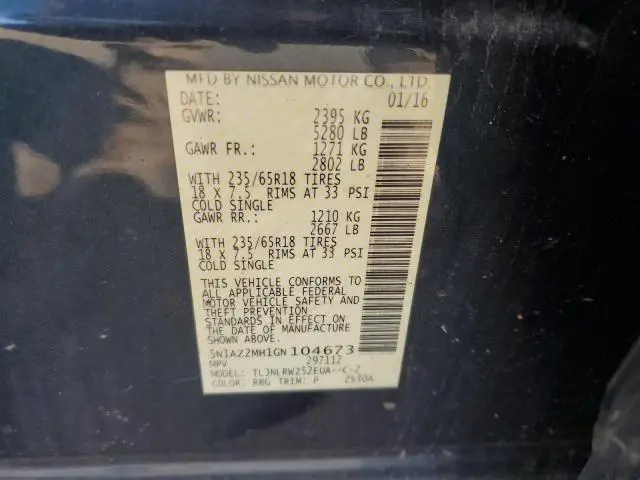 MFD BY NISSAN MOTOR CO., LTD.
DATE: 01/16
GVWR: 2395 KG
5280 LB
GAWR FR.: 1271 KG
2802 LB
WITH 235/65R18 TIRES
18 X 7.5 RIMS AT 33 PSI
COLD SINGLE
GAWR RR.: 1210 KG
2667 LB
WITH 235/65R18 TIRES
18 X 7.5 RIMS AT 33 PSI
COLD SINGLE
THIS VEHICLE CONFORMS TO
ALL APPLICABLE FEDERAL
MOTOR VEHICLE SAFETY AND
THEFT PREVENTION
STANDARDS IN EFFECT ON
THE DATE OF MANUFACTURE
SHOWN ABOVE.
5N1AZ2MH1GN104673
MPV 297112
MODEL: TLJNLRWZ52EUA--C-Z
COLOR: RBG TRIM: P Z530A